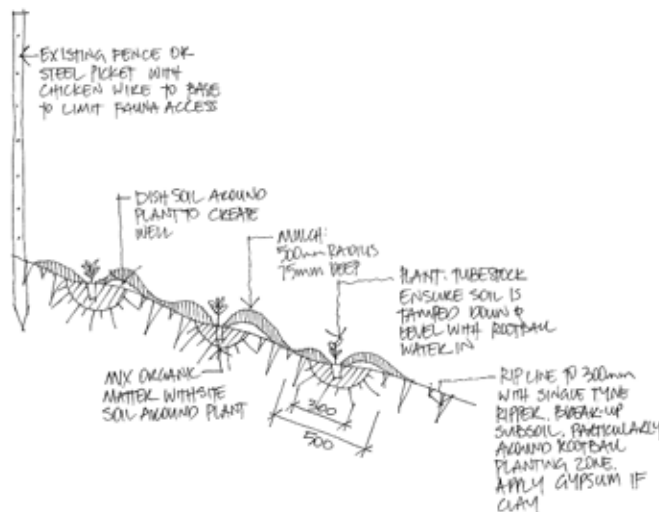 EXISTING FENCE OR
STEEL PICKET WITH
CHICKEN WIRE TO BASE
TO LIMIT FAUNA ACCESS
DISH SOIL AROUND
PLANT TO CREATE
WELL
MULCH:
500mm RADIUS
75mm DEEP
PLANT: TUBESTOCK
ENSURE SOIL IS
TAMPED DOWN &
LEVEL WITH ROOTBALL
WATER IN
MIX ORGANIC
MATTER WITH SITE
SOIL AROUND PLANT
300
500
RIP LINE TO 300mm
WITH SINGLE TYNE
RIPPER. BREAK-UP
SUBSOIL, PARTICULARLY
AROUND ROOTBALL
PLANTING ZONE.
APPLY GYPSUM IF
CLAY